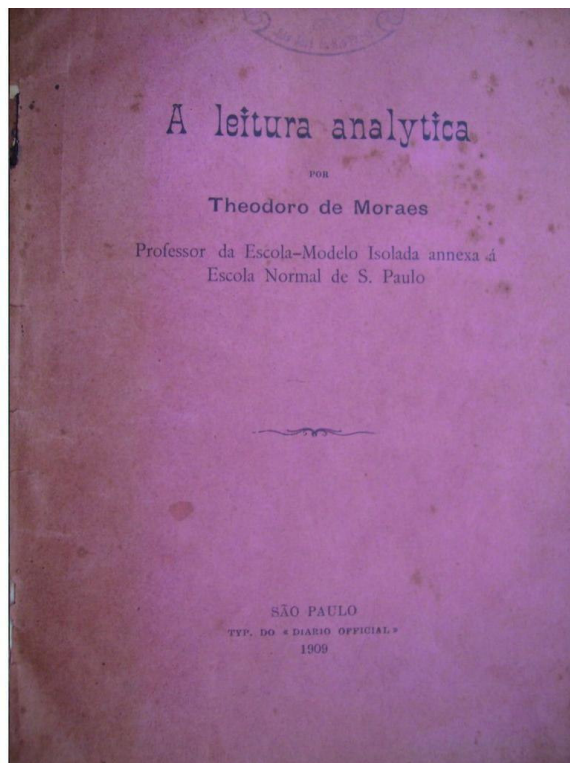 A leitura analytica
POR
Theodoro de Moraes
Professor da Escola-Modelo Isolada annexa á
Escola Normal de S. Paulo
SÃO PAULO
TYP. DO « DIARIO OFFICIAL »
1909